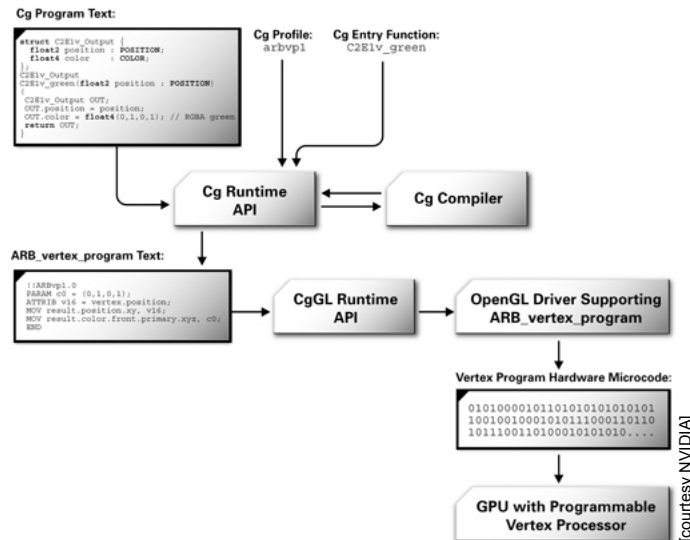 Cg Program Text:
struct C2E1v_Output {
float2 position : POSITION;
float4 color : COLOR;
};
C2E1v_Output
C2E1v_green(float2 position : POSITION)
{
C2E1v_Output OUT;
OUT.position = position;
OUT.color = float4(0,1,0,1); // RGBA green
return OUT;
}
Cg Profile:
arbvp1
Cg Entry Function:
C2E1v_green
Cg Runtime
API
Cg Compiler
ARB_vertex_program Text:
!!ARBvp1.0
PARAM c0 = {0,1,0,1};
ATTRIB v16 = vertex.position;
MOV result.position.xy, v16;
MOV result.color.front.primary.xyz, c0;
END
CgGL Runtime
API
OpenGL Driver Supporting
ARB_vertex_program
Vertex Program Hardware Microcode:
0101000010110101010101010101
10010010001010111000110110
1011100110100010101010....
GPU with Programmable
Vertex Processor
[courtesy NVIDIA]